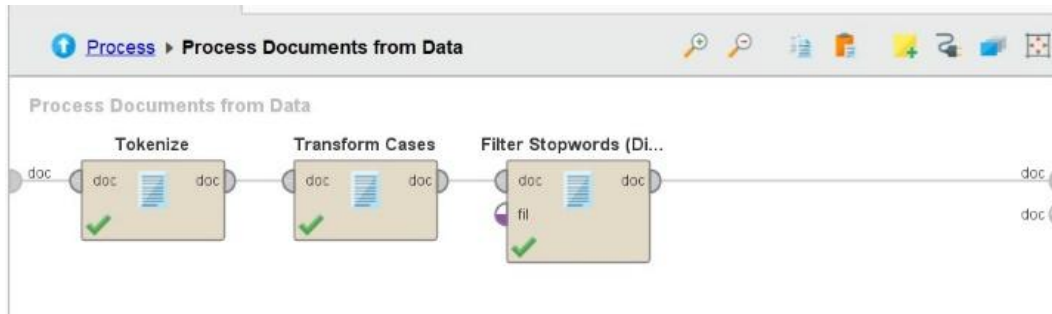 Process ▸ Process Documents from Data
Process Documents from Data
Tokenize Transform Cases Filter Stopwords (Di...
doc doc doc doc doc doc doc doc
fil doc